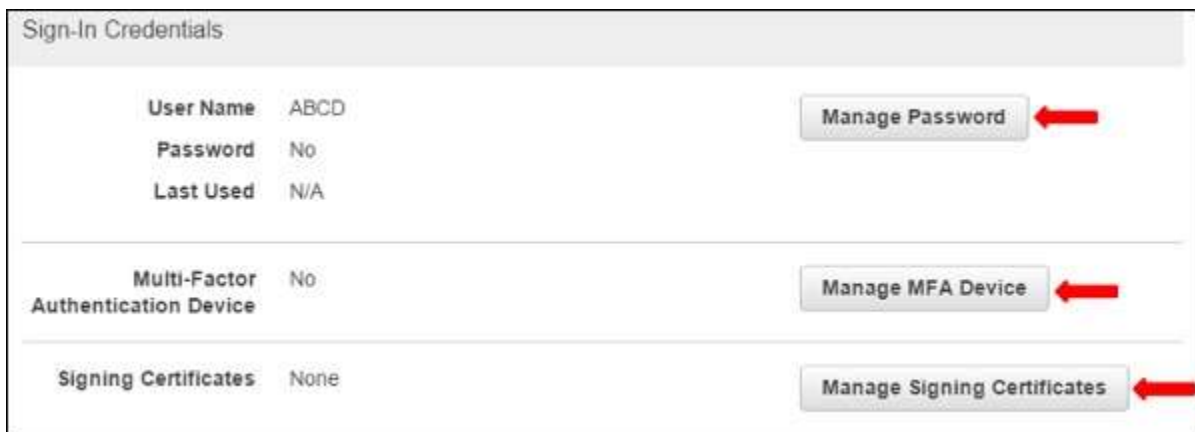 Sign-In Credentials
User Name ABCD Manage Password
Password No
Last Used N/A
Multi-Factor No
Authentication Device Manage MFA Device
Signing Certificates None Manage Signing Certificates